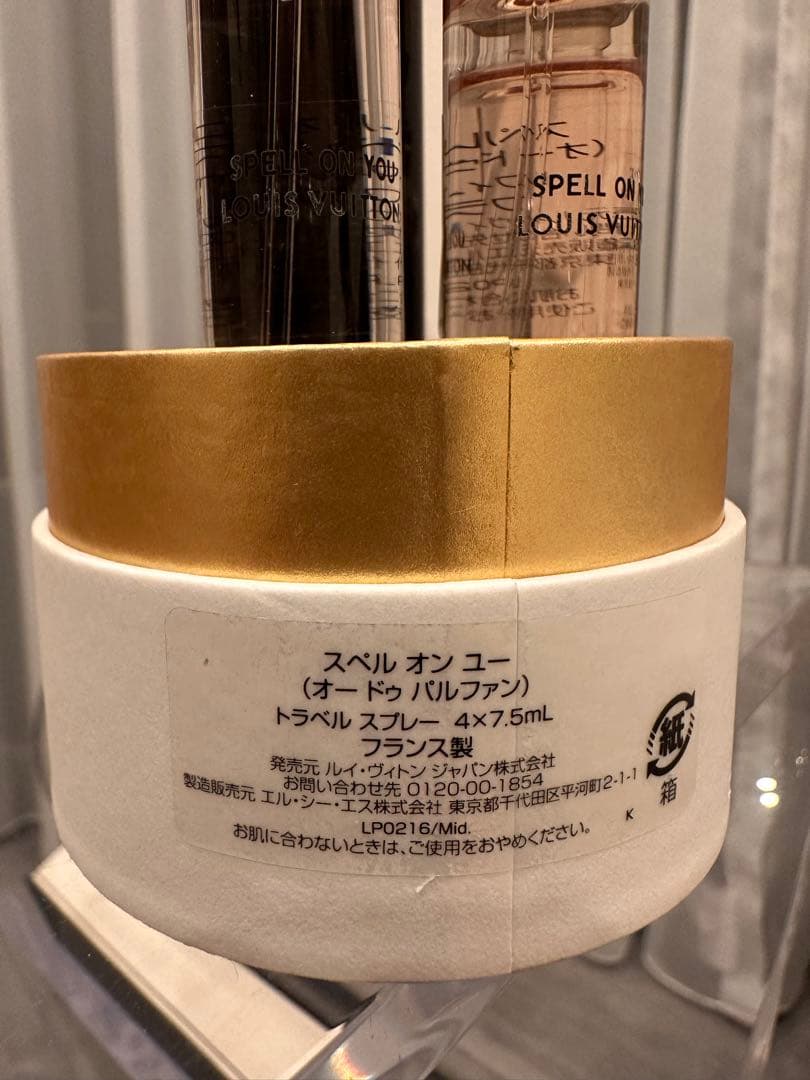 SPELL ON YOU
LOUIS VUITTON
SPELL ON
LOUIS VUIT
スペル オン ユー
(オー ドゥ パルファン)
トラベル スプレー 4×7.5mL
フランス製
発売元 ルイ・ヴィトン ジャパン株式会社
お問い合わせ先 0120-00-1854
製造販売元 エル・シー・エス株式会社 東京都千代田区平河町2-1-1
LP0216/Mid.
K
お肌に合わないときは、ご使用をおやめください。
紙
箱